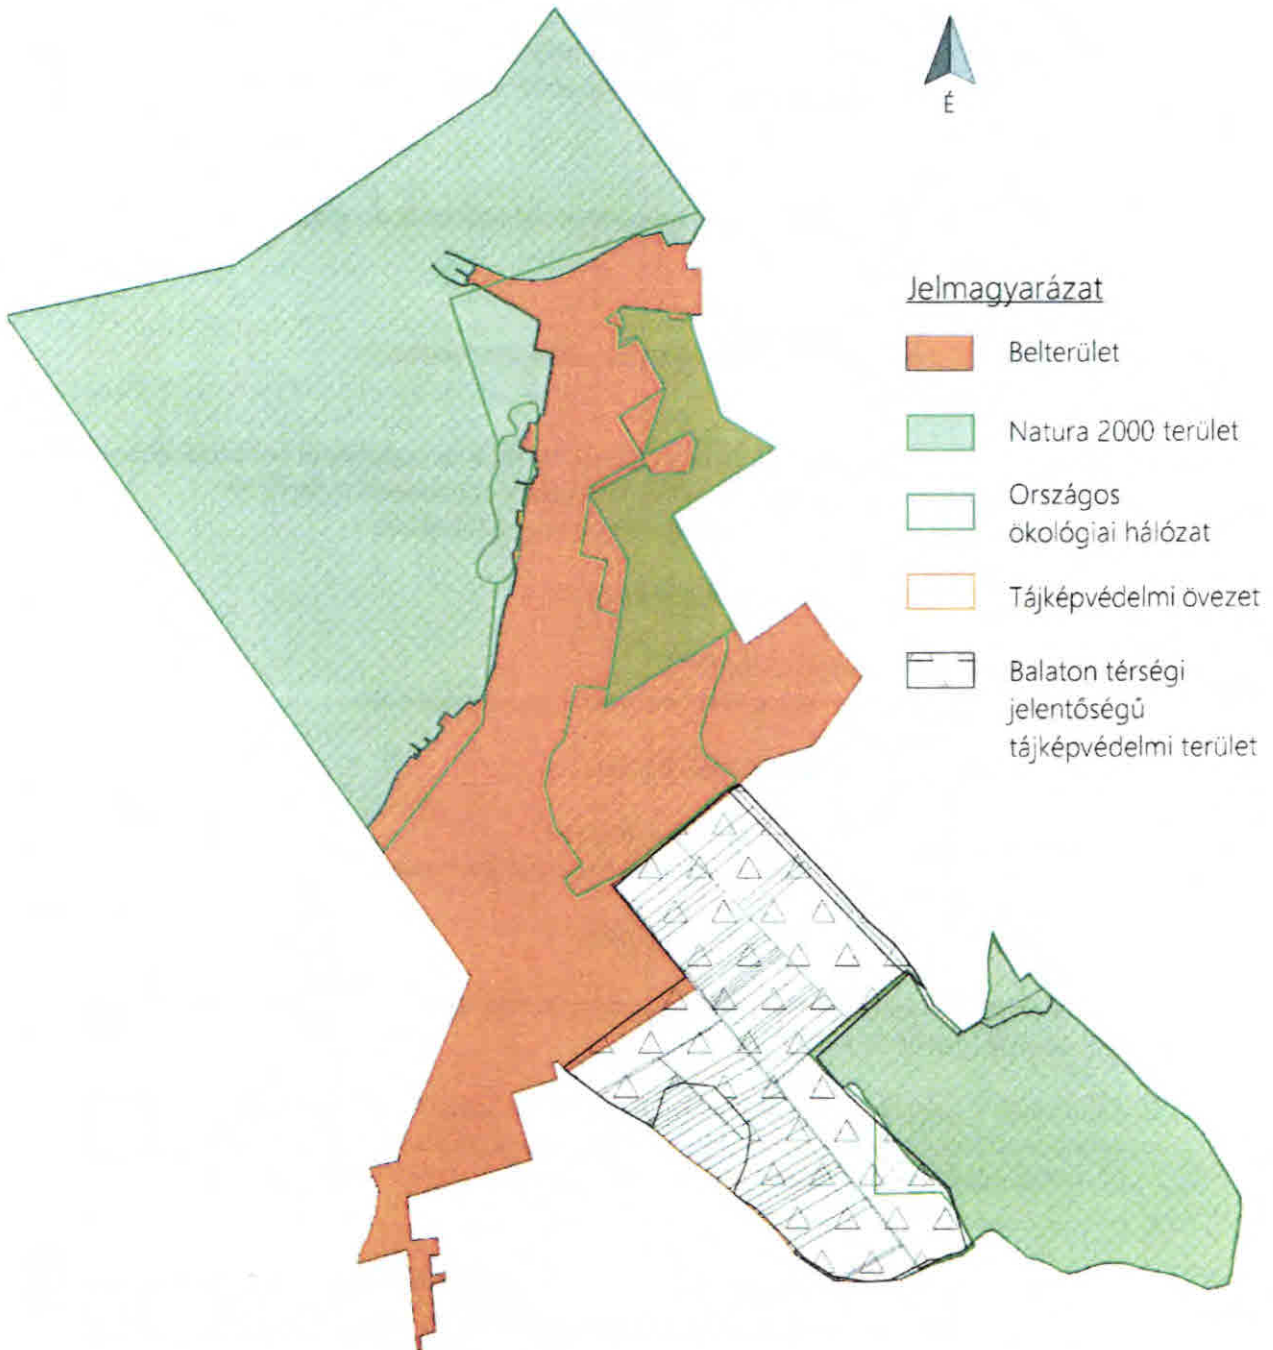 É
Jelmagyarázat
Belterület
Natura 2000 terület
Országos
ökológiai hálózat
Tájképvédelmi övezet
Balaton térségi
jelentőségű
tájképvédelmi terület